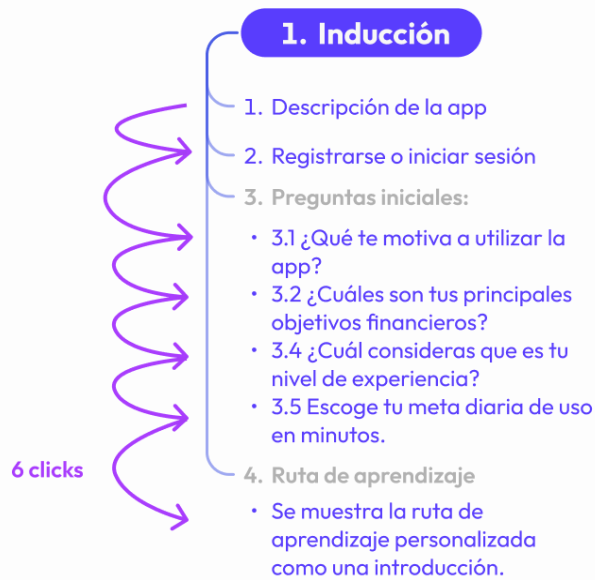 1. Inducción
1. Descripción de la app
2. Registrarse o iniciar sesión
3. Preguntas iniciales:
• 3.1 ¿Qué te motiva a utilizar la
app?
• 3.2 ¿Cuáles son tus principales
objetivos financieros?
• 3.4 ¿Cuál consideras que es tu
nivel de experiencia?
• 3.5 Escoge tu meta diaria de uso
en minutos.
6 clicks
4. Ruta de aprendizaje
• Se muestra la ruta de
aprendizaje personalizada
como una introducción.